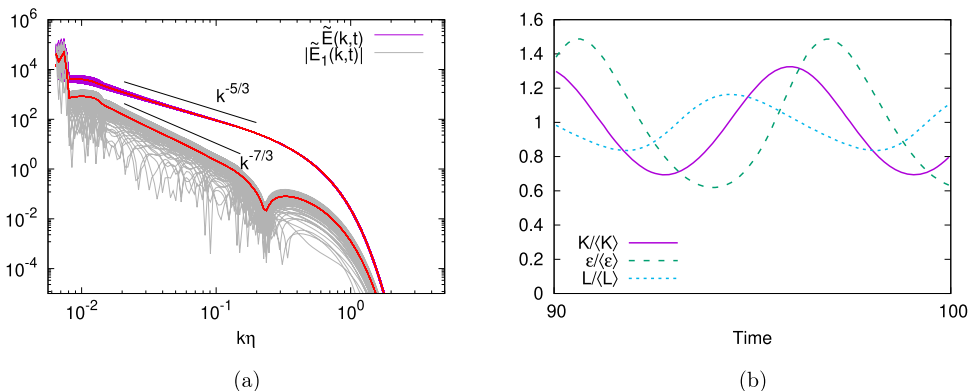 10^6
10^4
10^2
10^0
10^-2
10^-4
10^-2
10^-1
10^0
kη
Ẽ(k,t)
|Ẽ_1(k,t)|
k^-5/3
k^-7/3
(a)
1.6
1.4
1.2
1
0.8
0.6
0.4
0.2
0
90
100
Time
K/⟨K⟩
ε/⟨ε⟩
L/⟨L⟩
(b)